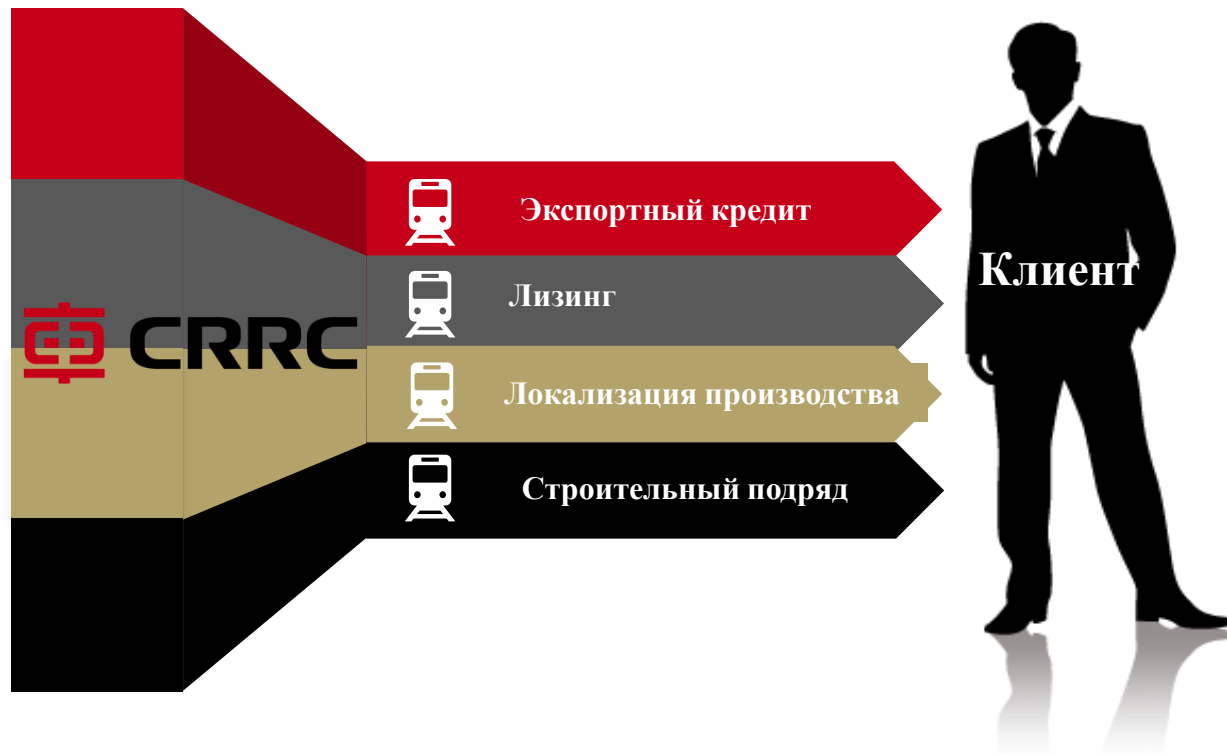 Экспортный кредит
Лизинг
CRRC
Локализация производства
Строительный подряд
Клиент